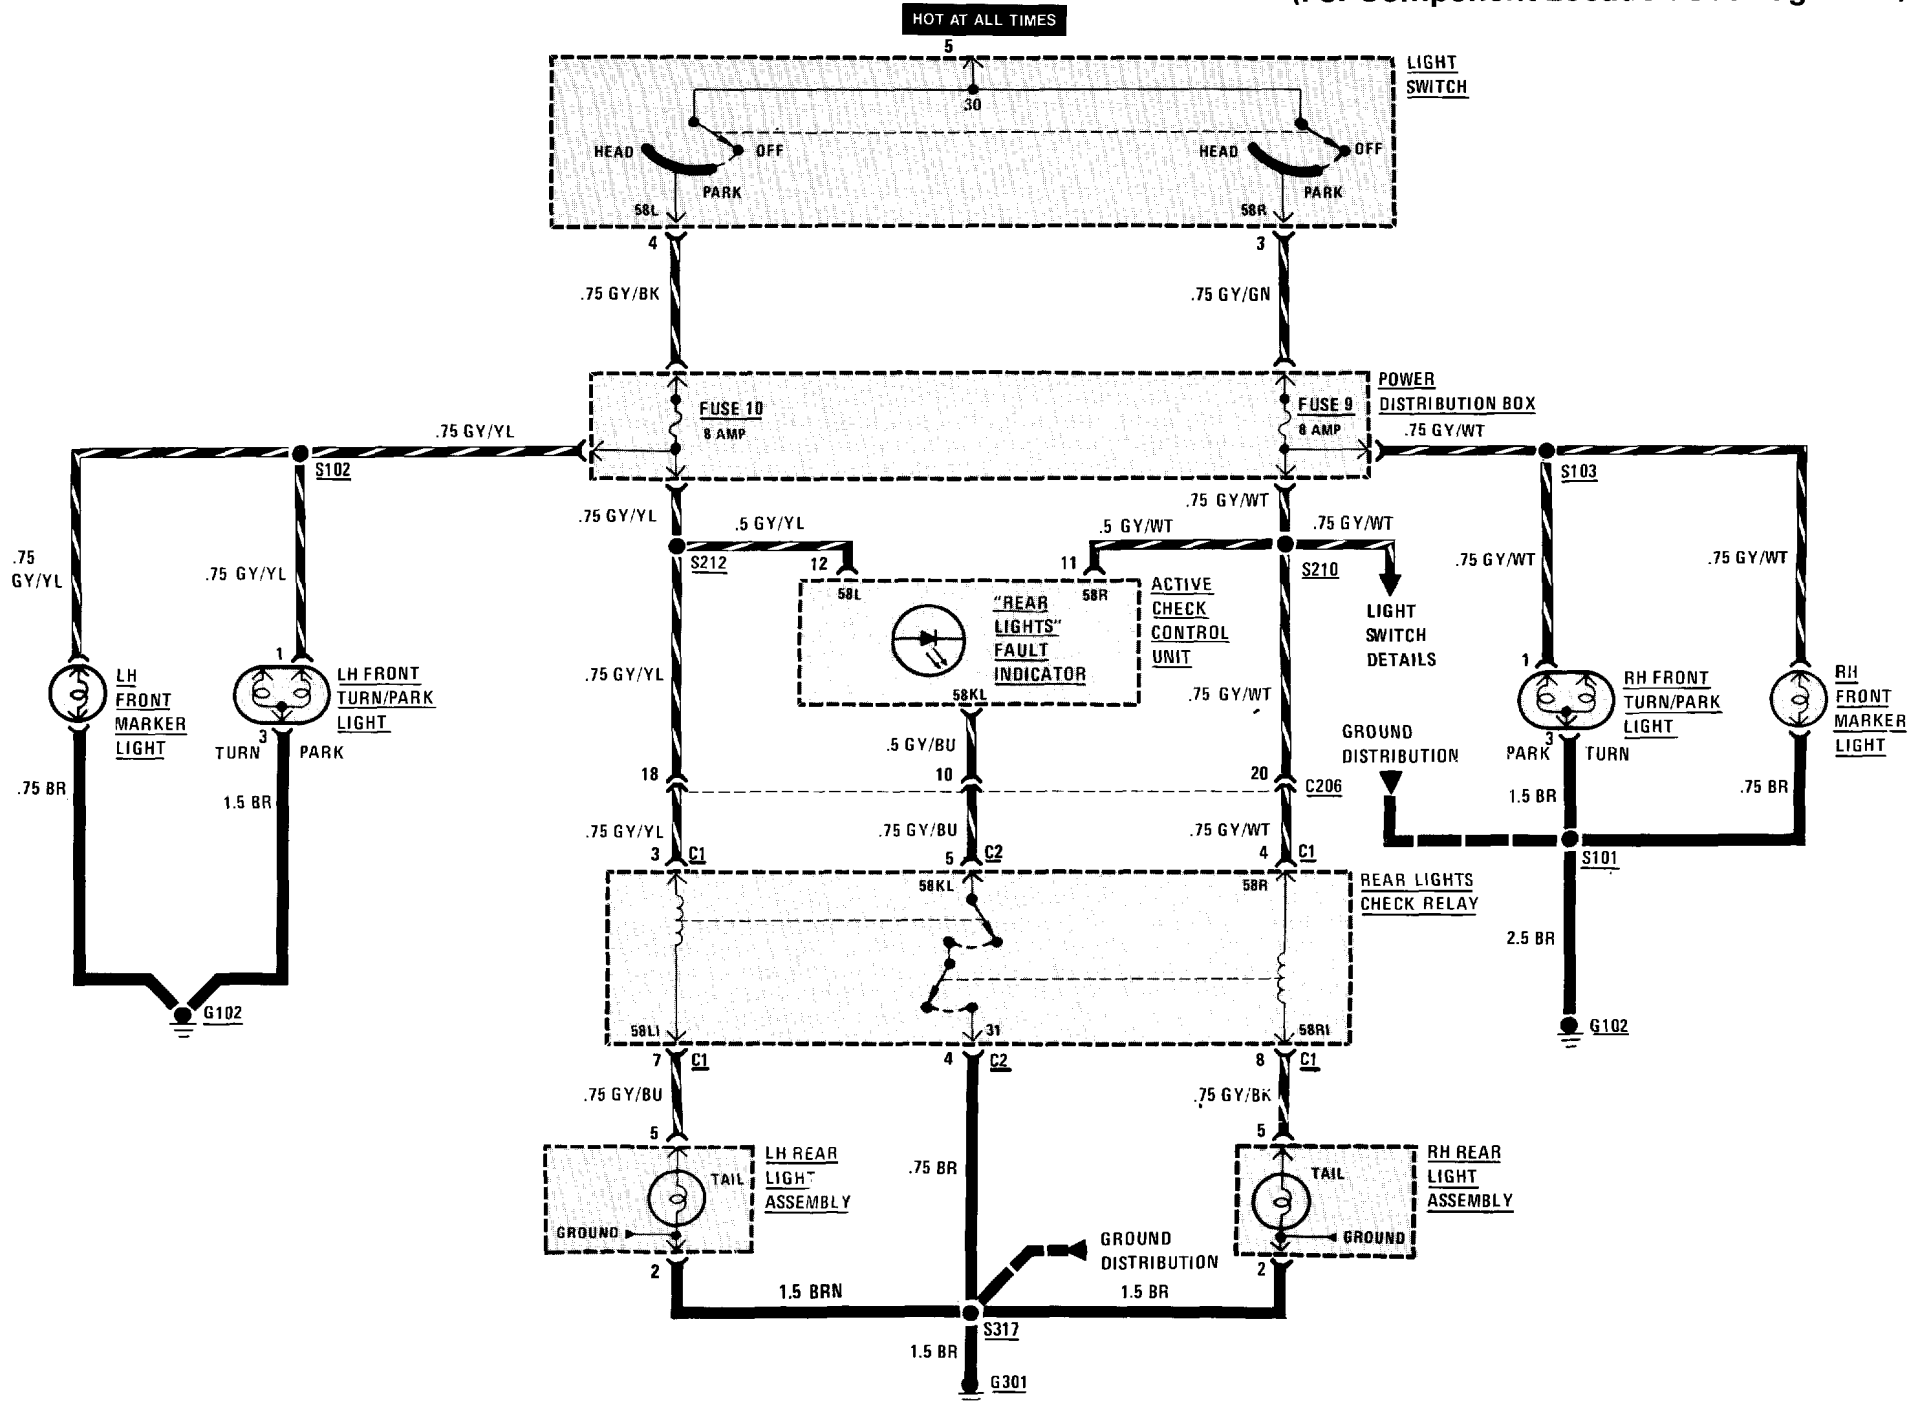 HOT AT ALL TIMES
5
LIGHT
SWITCH
30
HEAD
OFF
PARK
HEAD
OFF
PARK
58L
58R
4
3
.75 GY/BK
.75 GY/GN
POWER
DISTRIBUTION BOX
FUSE 10
8 AMP
FUSE 9
8 AMP
.75 GY/YL
.75 GY/WT
S102
S103
.75 GY/YL
.75 GY/WT
.5 GY/YL
.5 GY/WT
.75 GY/WT
S212
12
11
S210
.75
GY/YL
.75 GY/YL
.75 GY/WT
.75 GY/WT
58L
58R
"REAR
LIGHTS"
FAULT
INDICATOR
ACTIVE
CHECK
CONTROL
UNIT
LIGHT
SWITCH
DETAILS
58KL
1
LH
FRONT
MARKER
LIGHT
LH FRONT
TURN/PARK
LIGHT
3
TURN
PARK
.75 GY/YL
.75 GY/WT
1
RH FRONT
TURN/PARK
LIGHT
3
PARK
TURN
RH
FRONT
MARKER
LIGHT
GROUND
DISTRIBUTION
.5 GY/BU
18
10
20
C206
.75 BR
1.5 BR
1.5 BR
.75 BR
.75 GY/YL
.75 GY/BU
.75 GY/WT
3
C1
5
C2
4
C1
S101
58KL
58R
REAR LIGHTS
CHECK RELAY
2.5 BR
G102
G102
58LI
31
58RI
7
C1
4
C2
8
C1
.75 GY/BU
.75 GY/BK
5
5
LH REAR
LIGHT
ASSEMBLY
TAIL
GROUND
.75 BR
RH REAR
LIGHT
ASSEMBLY
TAIL
GROUND
GROUND
DISTRIBUTION
2
2
1.5 BRN
1.5 BR
S317
1.5 BR
G301